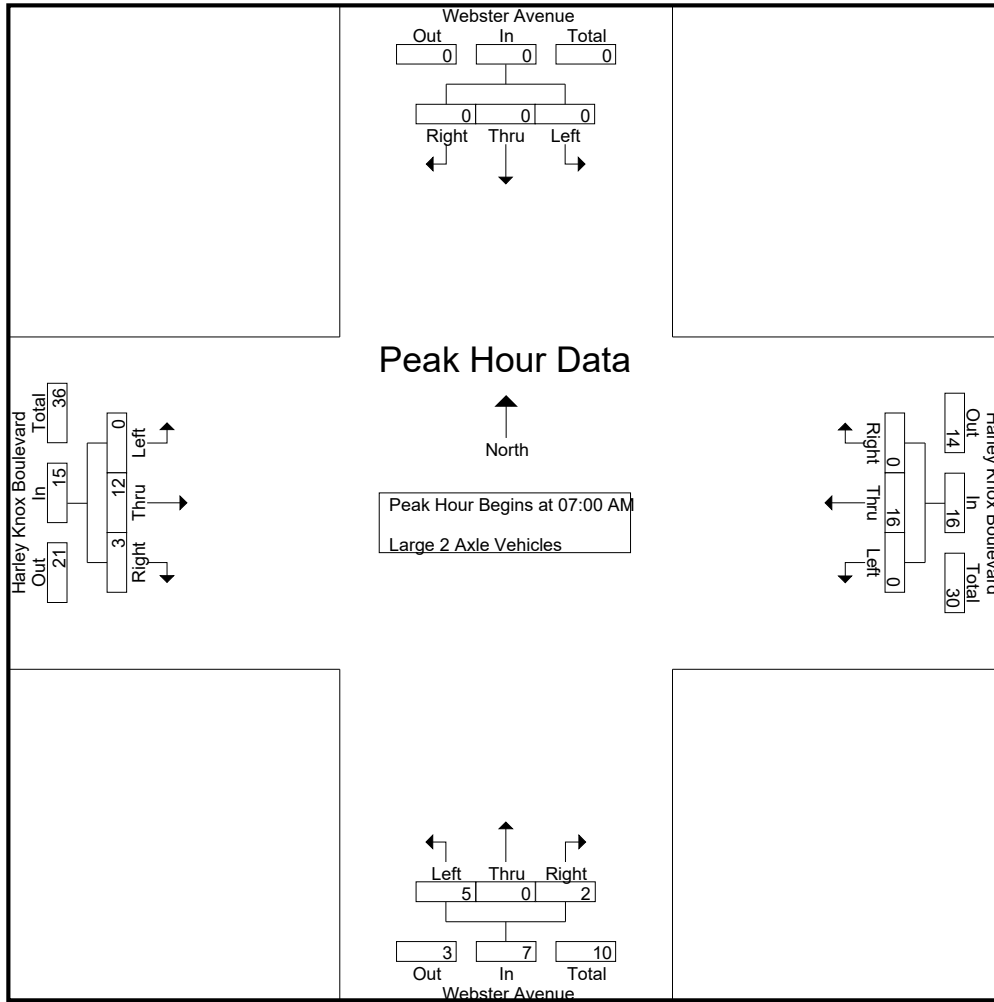 Webster Avenue
Out In Total
0 0 0
0 0 0
Right Thru Left
Peak Hour Data
North
Peak Hour Begins at 07:00 AM
Large 2 Axle Vehicles
Harley Knox Boulevard
Out In Total
21 15 36
3 12 0
Right Thru Left
Harley Knox Boulevard
Out In Total
14 16 30
0 16 0
Right Thru Left
Left Thru Right
5 0 2
3 7 10
Out In Total
Webster Avenue